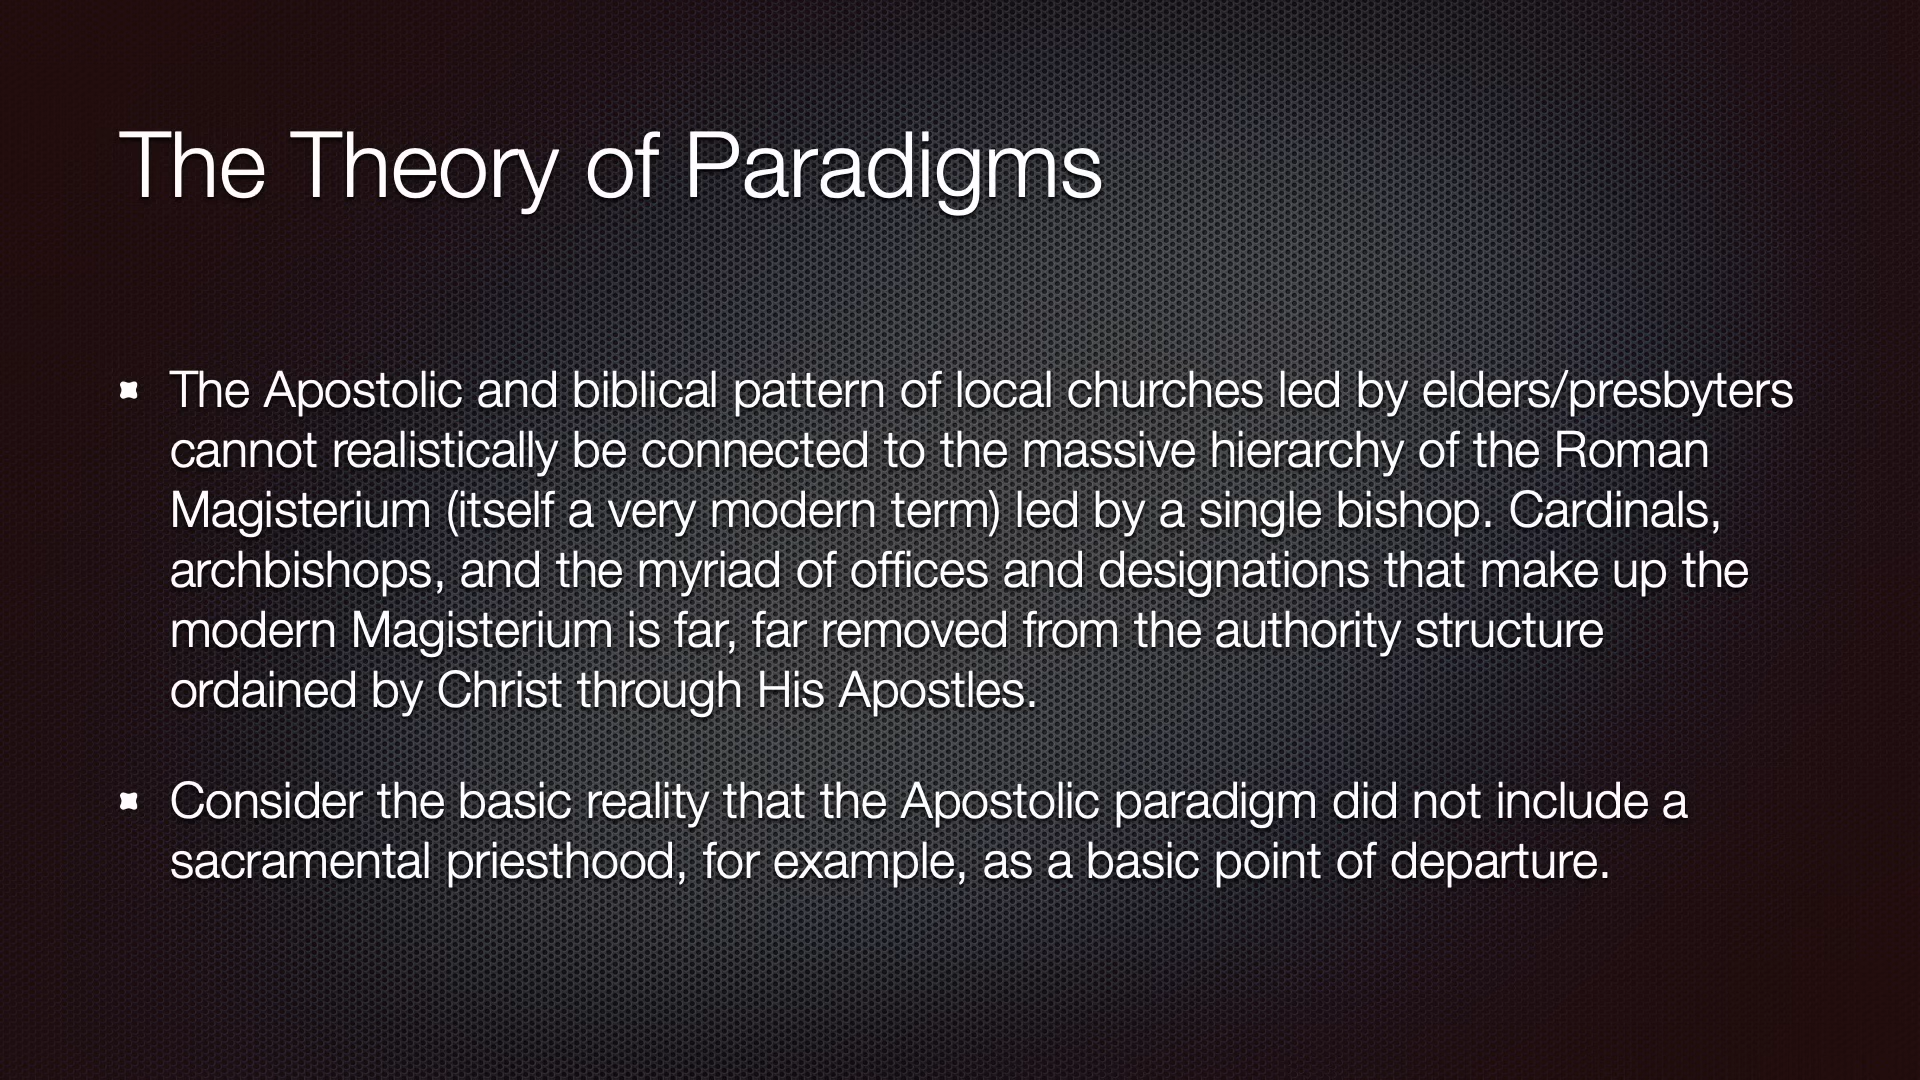 The Theory of Paradigms
The Apostolic and biblical pattern of local churches led by elders/presbyters
cannot realistically be connected to the massive hierarchy of the Roman
Magisterium (itself a very modern term) led by a single bishop. Cardinals,
archbishops, and the myriad of offices and designations that make up the
modern Magisterium is far, far removed from the authority structure
ordained by Christ through His Apostles.
Consider the basic reality that the Apostolic paradigm did not include a
sacramental priesthood, for example, as a basic point of departure.